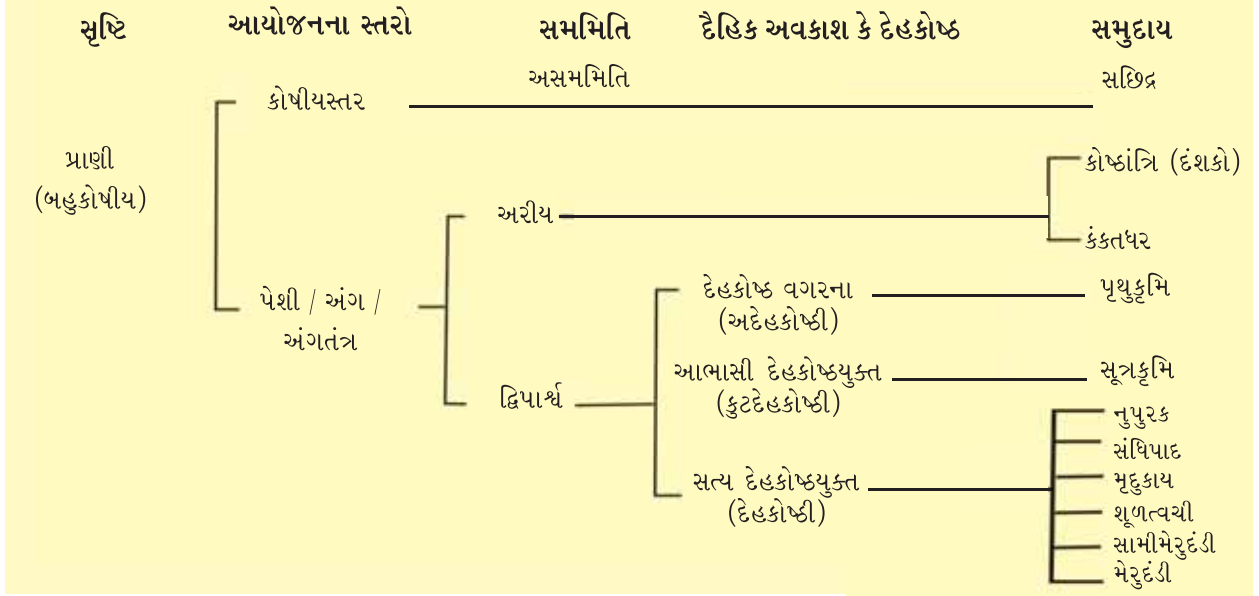 સૃષ્ટિ આયોજનના સ્તરો સમમિતિ દૈહિક અવકાશ કે દેહકોષ્ઠ સમુદાય
કોષીયસ્તર અસમમિતિ સછિદ્ર
પ્રાણી
(બહુકોષીય)
કોષ્ઠાંત્રિ (દંશકો)
અરીય
કંકતધર
પેશી / અંગ /
અંગતંત્ર
દેહકોષ્ઠ વગરના પૃથુકૃમિ
(અદેહકોષ્ઠી)
દ્વિપાર્શ્વ
આભાસી દેહકોષ્ઠયુક્ત સૂત્રકૃમિ
(કુટદેહકોષ્ઠી)
સત્ય દેહકોષ્ઠયુક્ત
(દેહકોષ્ઠી)
નુપુરક
સંધિપાદ
મૃદુકાય
શૂળત્વચી
સામીમેરુદંડી
મેરુદંડી